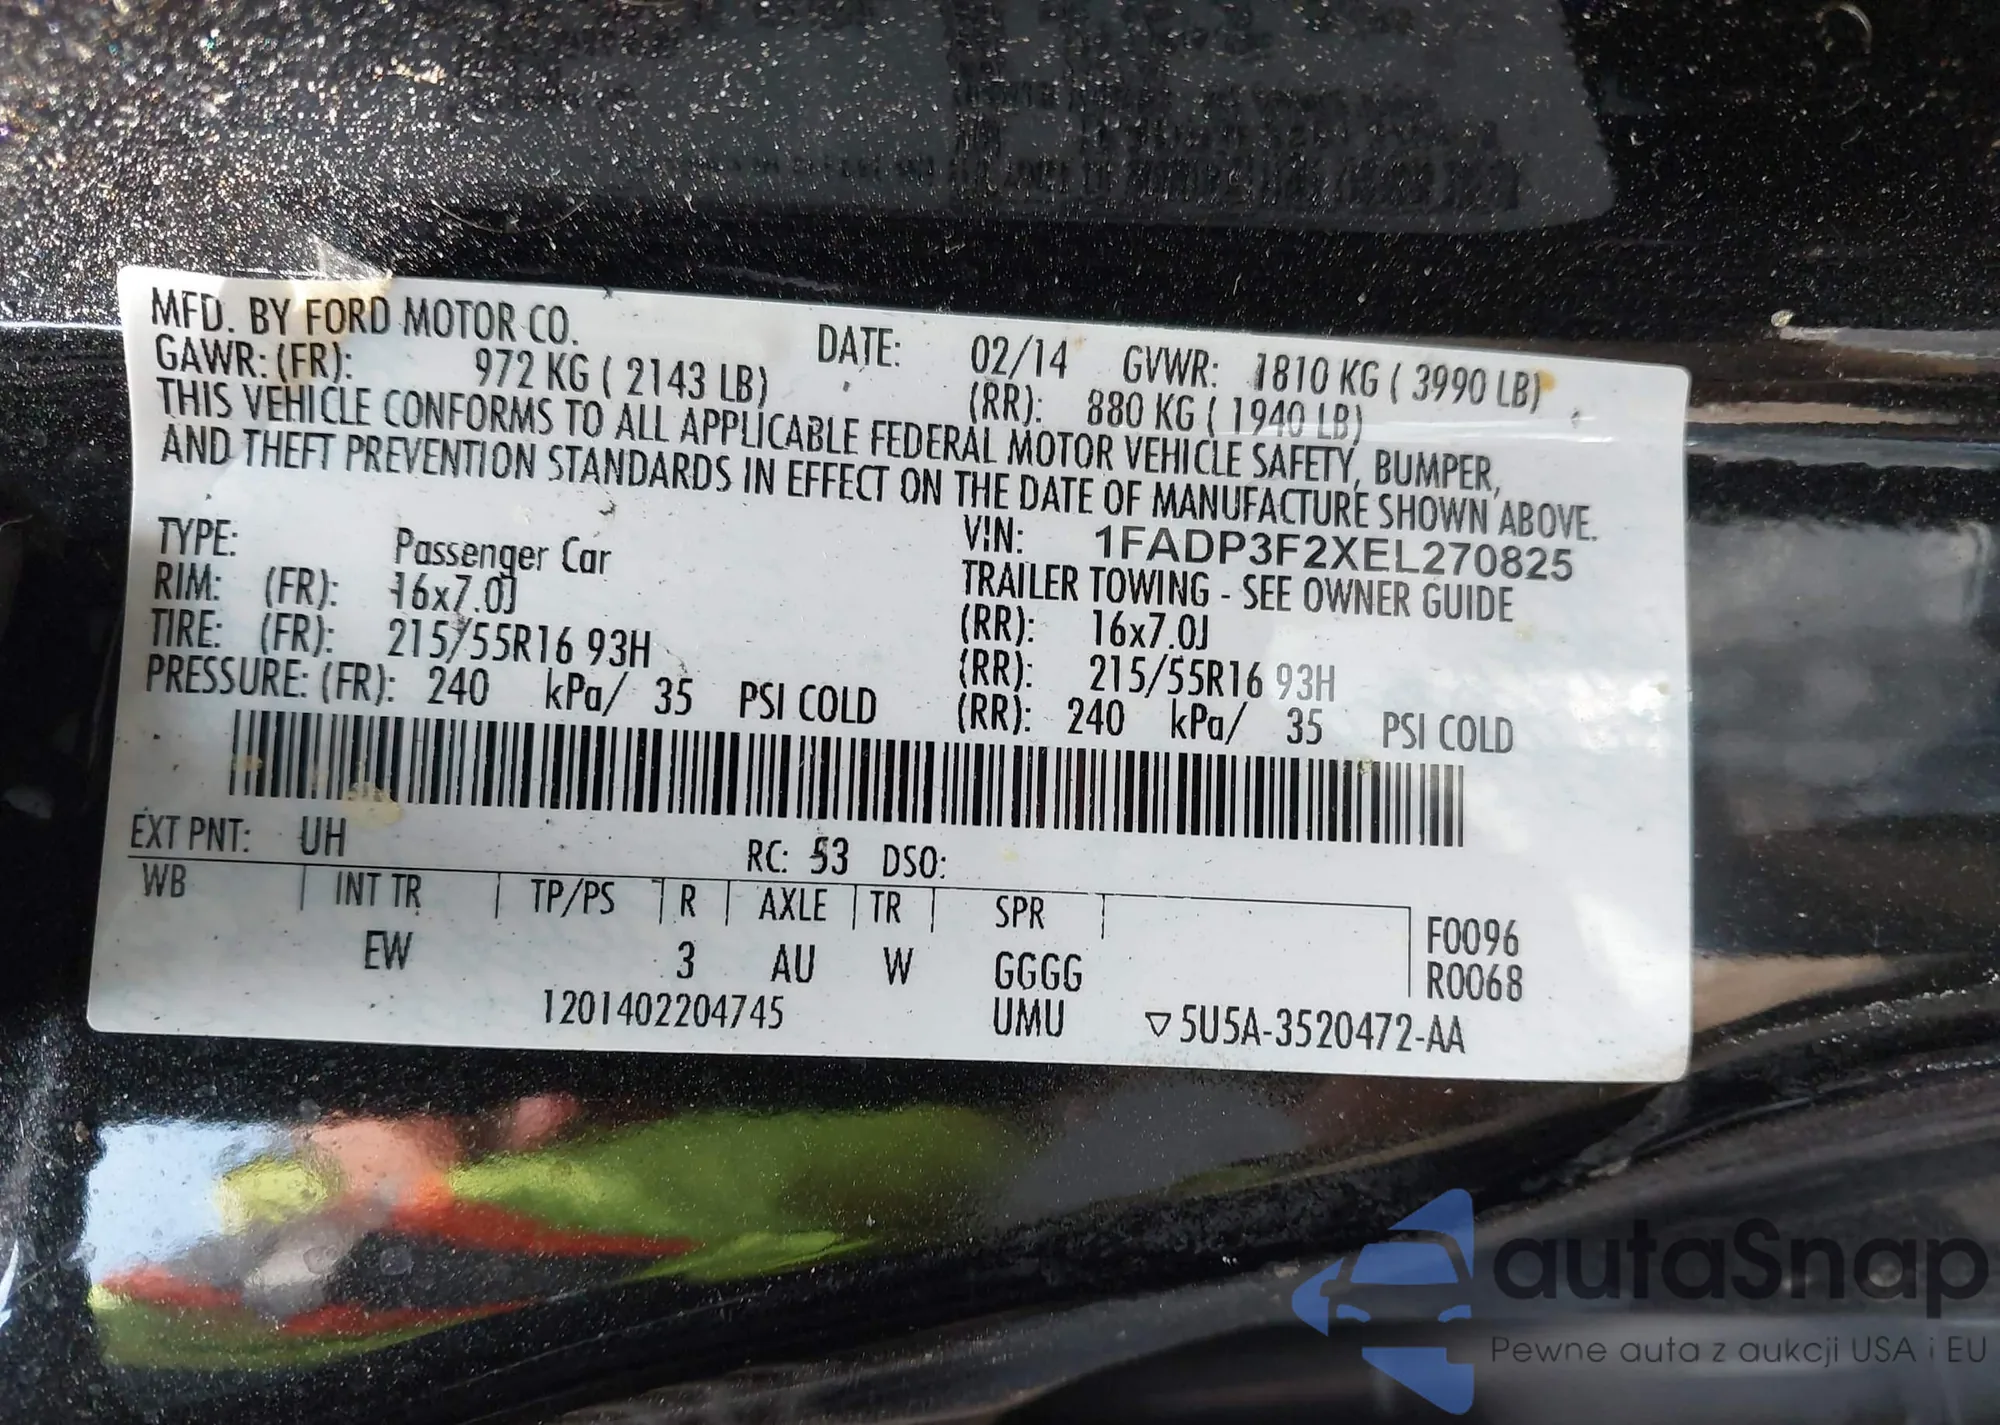 MFD. BY FORD MOTOR CO. DATE: 02/14 GVWR: 1810 KG ( 3990 LB)
GAWR: (FR): 972 KG ( 2143 LB) (RR): 880 KG ( 1940 LB)
THIS VEHICLE CONFORMS TO ALL APPLICABLE FEDERAL MOTOR VEHICLE SAFETY, BUMPER,
AND THEFT PREVENTION STANDARDS IN EFFECT ON THE DATE OF MANUFACTURE SHOWN ABOVE.
VIN: 1FADP3F2XEL270825
TYPE: Passenger Car TRAILER TOWING - SEE OWNER GUIDE
RIM: (FR): 16x7.0J (RR): 16x7.0J
TIRE: (FR): 215/55R16 93H (RR): 215/55R16 93H
PRESSURE: (FR): 240 kPa/ 35 PSI COLD (RR): 240 kPa/ 35 PSI COLD
EXT PNT: UH RC: 53 DSO:
WB INT TR TP/PS R AXLE TR SPR F0096
EW 3 AU W GGGG R0068
1201402204745 UMU ▽5U5A-3520472-AA
autaSnap
Pewne auta z aukcji USA i EU